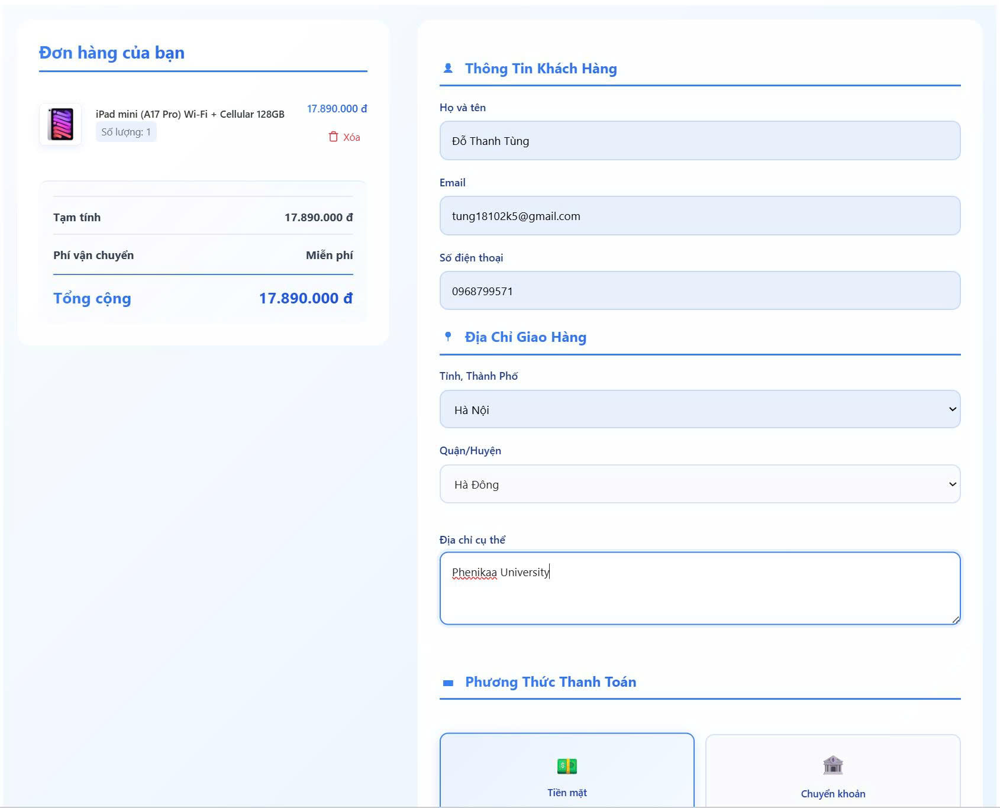 Đơn hàng của bạn
iPad mini (A17 Pro) Wi-Fi + Cellular 128GB
17.890.000 đ
Số lượng: 1
Xóa
Tạm tính 17.890.000 đ
Phí vận chuyển Miễn phí
Tổng cộng 17.890.000 đ
Thông Tin Khách Hàng
Họ và tên
Đỗ Thanh Tùng
Email
tung18102k5@gmail.com
Số điện thoại
0968799571
Địa Chỉ Giao Hàng
Tỉnh, Thành Phố
Hà Nội
Quận/Huyện
Hà Đông
Địa chỉ cụ thể
Phenikaa University
Phương Thức Thanh Toán
Tiền mặt
Chuyển khoản